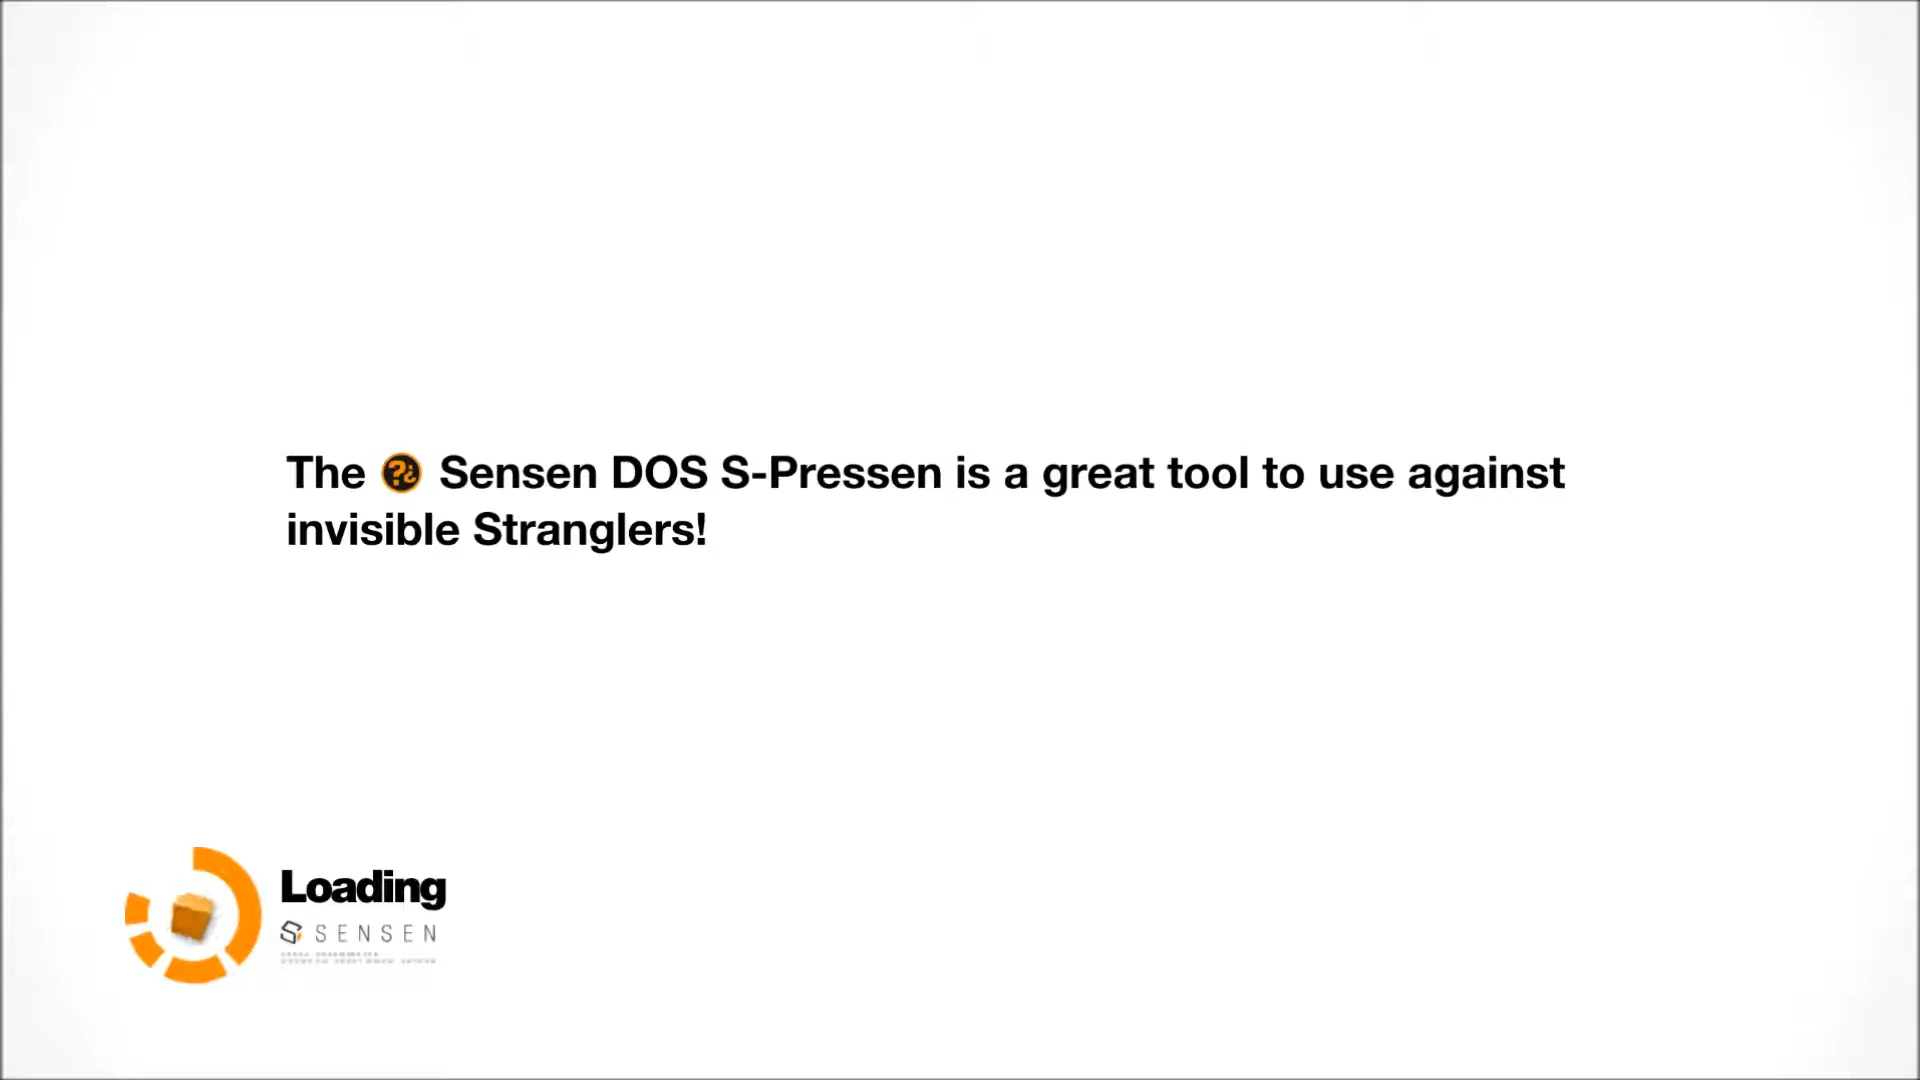 The Sensen DOS S-Pressen is a great tool to use against
invisible Stranglers!
Loading
SENSEN